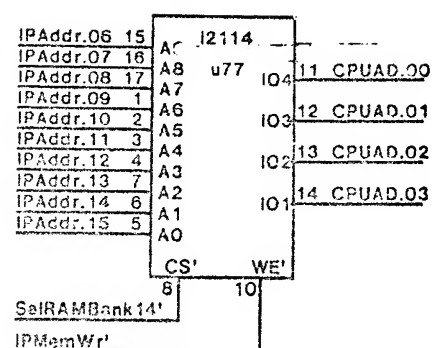 IPAddr.06 15 A9 i2114
IPAddr.07 16 A8 u77 IO4 11 CPUAD.00
IPAddr.08 17 A7
IPAddr.09 1 A6 IO3 12 CPUAD.01
IPAddr.10 2 A5
IPAddr.11 3 A4 IO2 13 CPUAD.02
IPAddr.12 4 A3
IPAddr.13 7 A2 IO1 14 CPUAD.03
IPAddr.14 6 A1
IPAddr.15 5 A0
CS' WE'
8 10
SelRAMBank14'
IPMemWr'